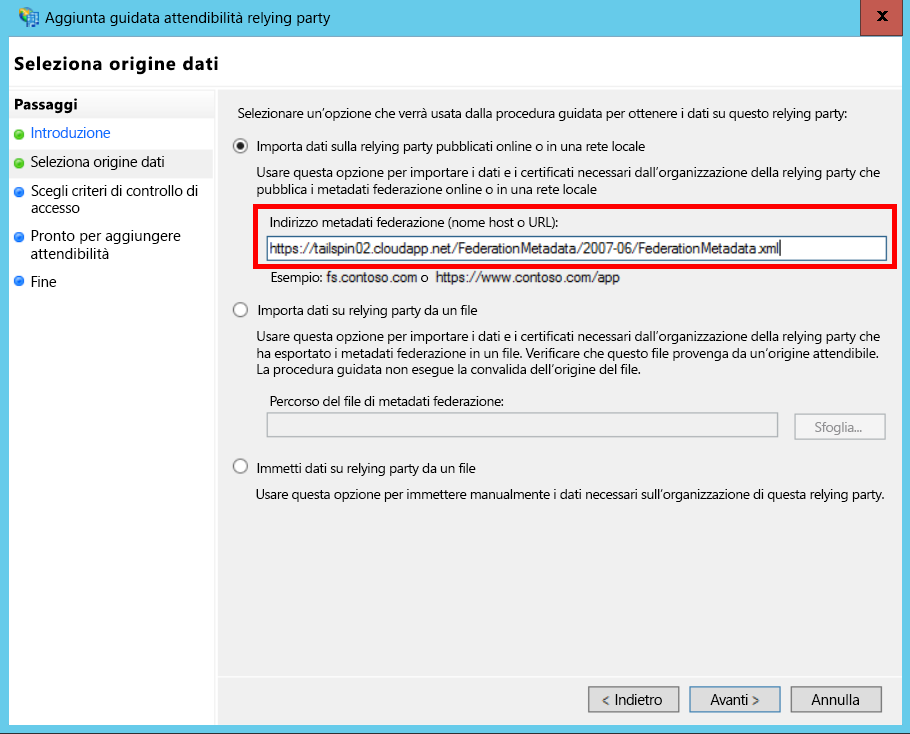 Aggiunta guidata attendibilità relying party
x
Seleziona origine dati
Passaggi
Introduzione
Seleziona origine dati
Scegli criteri di controllo di
accesso
Pronto per aggiungere
attendibilità
Fine
Selezionare un'opzione che verrà usata dalla procedura guidata per ottenere i dati su questo relying party:
Importa dati sulla relying party pubblicati online o in una rete locale
Usare questa opzione per importare i dati e i certificati necessari dall'organizzazione della relying party che
pubblica i metadati federazione online o in una rete locale
Indirizzo metadati federazione (nome host o URL):
https://tailspin02.cloudapp.net/FederationMetadata/2007-06/FederationMetadata.xml
Esempio: fs.contoso.com o https://www.contoso.com/app
Importa dati su relying party da un file
Usare questa opzione per importare i dati e i certificati necessari dall'organizzazione della relying party che
ha esportato i metadati federazione in un file. Verificare che questo file provenga da un'origine attendibile.
La procedura guidata non esegue la convalida dell'origine del file.
Percorso del file di metadati federazione:
Sfoglia...
Immetti dati su relying party da un file
Usare questa opzione per immettere manualmente i dati necessari sull'organizzazione di questa relying party.
< Indietro
Avanti >
Annulla